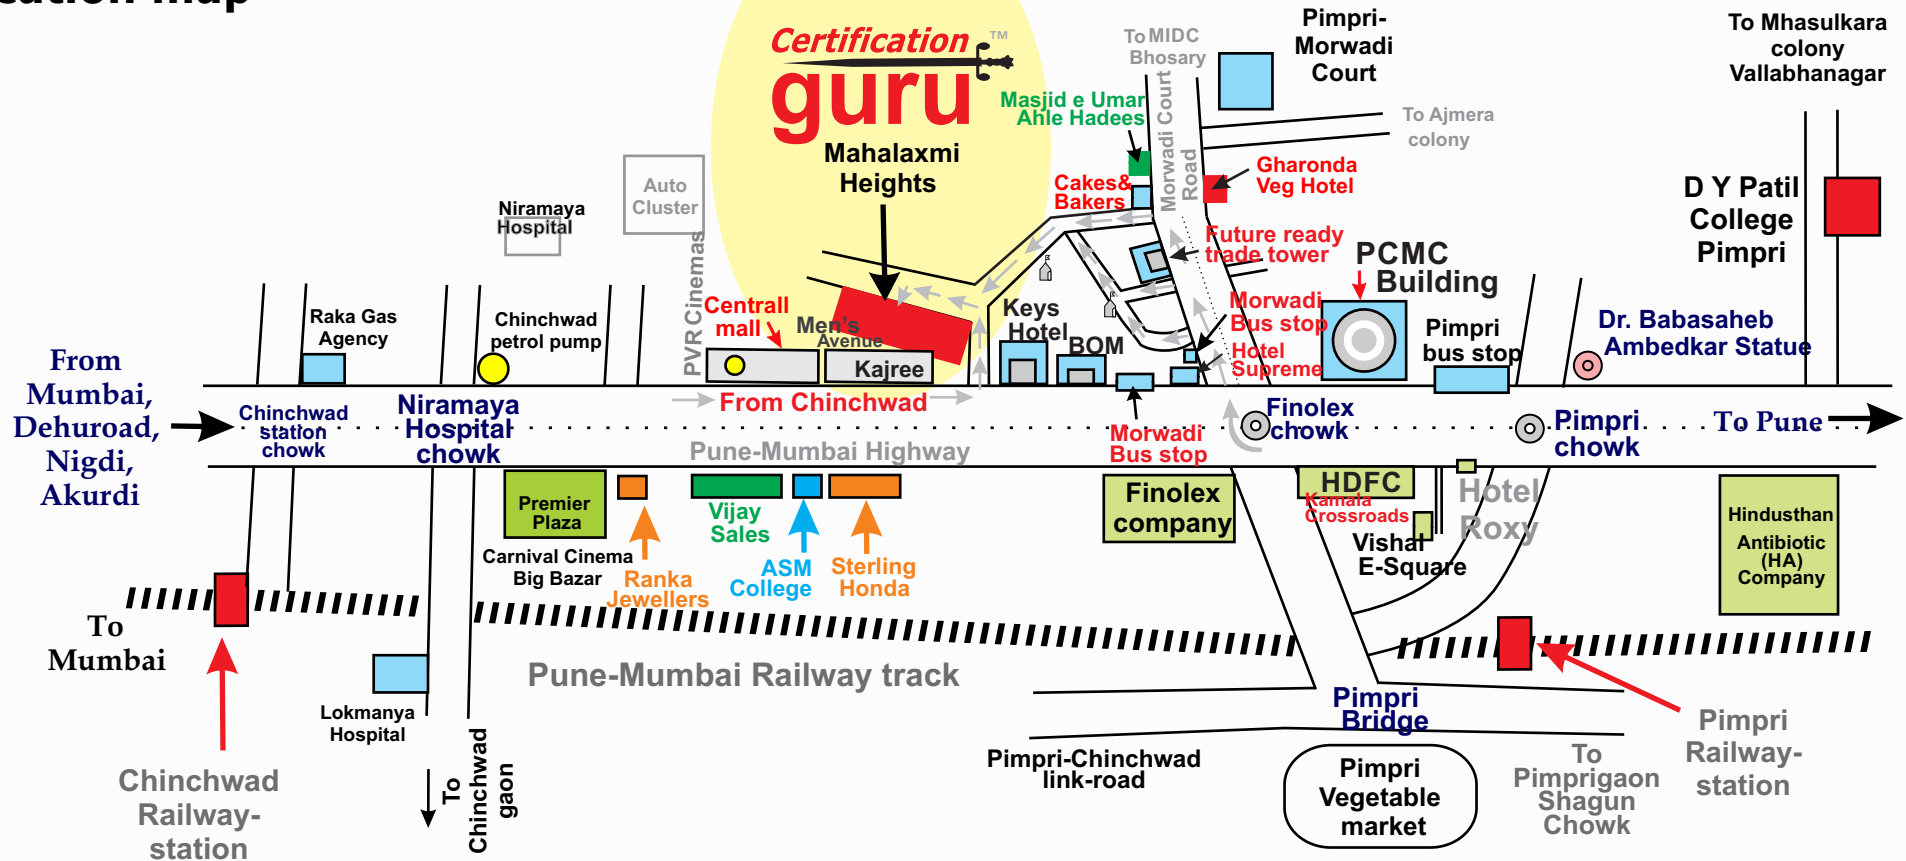 cation map
Certification
™
guru
Mahalaxmi
Heights
To MIDC
Bhosary
Pimpri-
Morwadi
Court
To Mhasulkara
colony
Vallabhanagar
Masjid e Umar
Ahle Hadees
Morwadi Court
Road
To Ajmera
colony
Gharonda
Veg Hotel
Cakes&
Bakers
D Y Patil
College
Pimpri
Auto
Cluster
Niramaya
Hospital
PVR Cinemas
Future ready
trade tower
PCMC
Building
Raka Gas
Agency
Chinchwad
petrol pump
Centrall
mall
Men's
Avenue
Kajree
Keys
Hotel
BOM
Morwadi
Bus stop
Hotel
Supreme
Pimpri
bus stop
Dr. Babasaheb
Ambedkar Statue
From
Mumbai,
Dehuroad,
Nigdi,
Akurdi
Chinchwad
station
chowk
Niramaya
Hospital
chowk
From Chinchwad
Pune-Mumbai Highway
Morwadi
Bus stop
Finolex
chowk
Pimpri
chowk
To Pune
Premier
Plaza
Carnival Cinema
Big Bazar
Ranka
Jewellers
Vijay
Sales
ASM
College
Sterling
Honda
Finolex
company
HDFC
Kamala
Crossroads
Vishal
E-Square
Hotel
Roxy
Hindusthan
Antibiotic
(HA)
Company
To
Mumbai
Pune-Mumbai Railway track
Lokmanya
Hospital
Chinchwad
Railway-
station
To
Chinchwad
gaon
Pimpri
Bridge
Pimpri-Chinchwad
link-road
Pimpri
Vegetable
market
To
Pimprigaon
Shagun
Chowk
Pimpri
Railway-
station